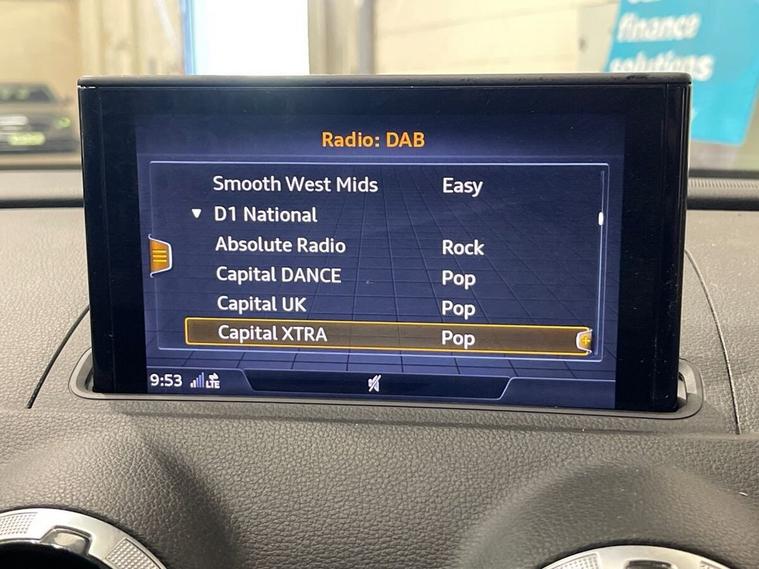 finance
solutions
Radio: DAB
Smooth West Mids Easy
D1 National
Absolute Radio Rock
Capital DANCE Pop
Capital UK Pop
Capital XTRA Pop
9:53 LTE